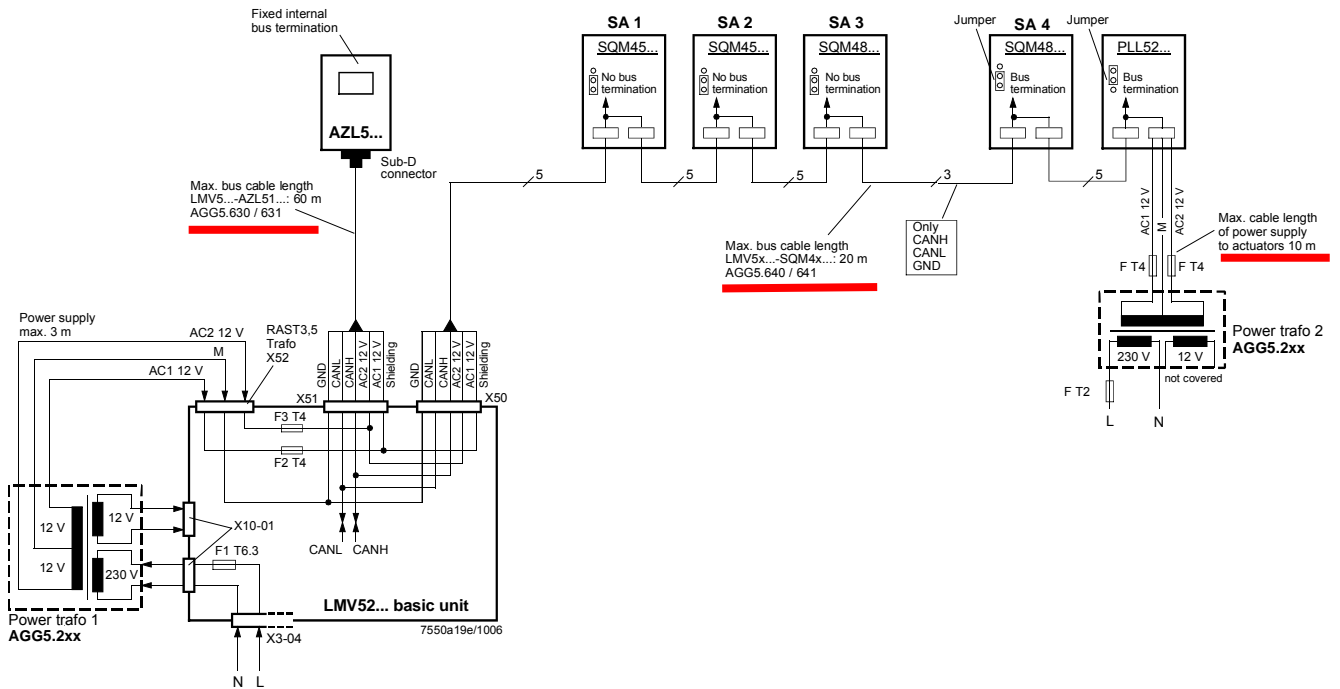 Fixed internal
bus termination
AZL5...
Sub-D
connector
Max. bus cable length
LMV5...-AZL51...: 60 m
AGG5.630 / 631
SA 1
SQM45...
No bus
termination
5
SA 2
SQM45...
No bus
termination
5
SA 3
SQM48...
No bus
termination
5
Jumper
SA 4
SQM48...
Bus
termination
3
Jumper
PLL52...
Bus
termination
5
Only
CANH
CANL
GND
Max. bus cable length
LMV5x...-SQM4x...: 20 m
AGG5.640 / 641
AC1 12 V
M
AC2 12 V
Max. cable length
of power supply
to actuators 10 m
F T4
F T4
Power trafo 2
AGG5.2xx
230 V
12 V
not covered
F T2
L
N
Power supply
max. 3 m
AC2 12 V
M
AC1 12 V
RAST3,5
Trafo
X52
GND
CANL
CANH
AC2 12 V
AC1 12 V
Shielding
GND
CANL
CANH
AC2 12 V
AC1 12 V
Shielding
X51
X50
F3 T4
F2 T4
12 V
12 V
12 V
230 V
X10-01
F1 T6.3
CANL
CANH
LMV52... basic unit
7550a19e/1006
Power trafo 1
AGG5.2xx
X3-04
N
L